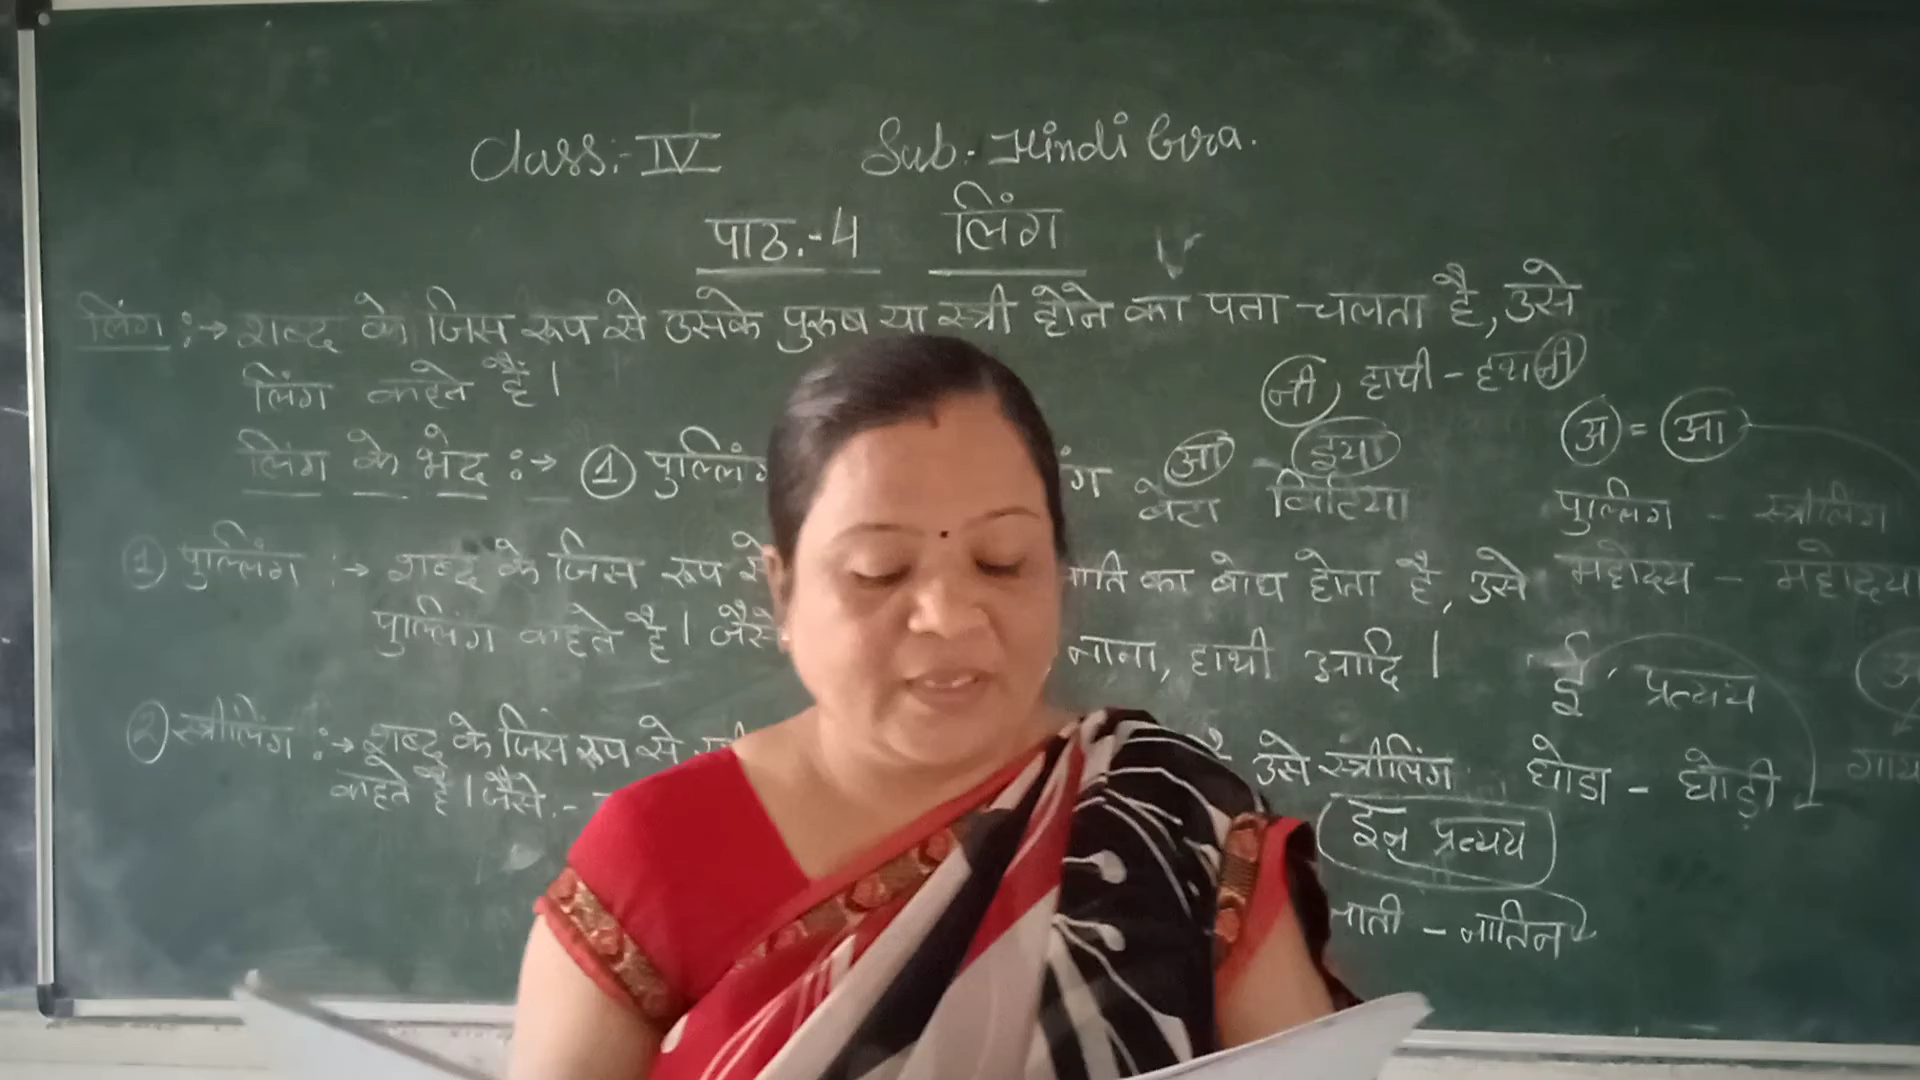 Class:- IV Sub.- Hindi Gra.
पाठ.-4 लिंग
लिंग :→ शब्द के जिस रूप से उसके पुरुष या स्त्री होने का पता चलता है, उसे
लिंग कहते हैं।
नी हाथी - हथनी
अ = आ
लिंग के भेद :→ 1 पुल्लिंग
आ इया
बेटा बिटिया
पुल्लिग - स्त्रीलिंग
1 पुल्लिंग :→ शब्द के जिस रूप से
का बोध होता है, उसे
महोदय - महोदया
पुल्लिंग कहते है। जैसे
नाना, हाथी आदि।
ई' प्रत्यय
2 स्त्रीलिंग :→ शब्द के जिस रूप से
उसे स्त्रीलिंग
घोडा - घोड़ी
कहते है। जैसे.-
इन प्रत्यय
नाती - नातिन